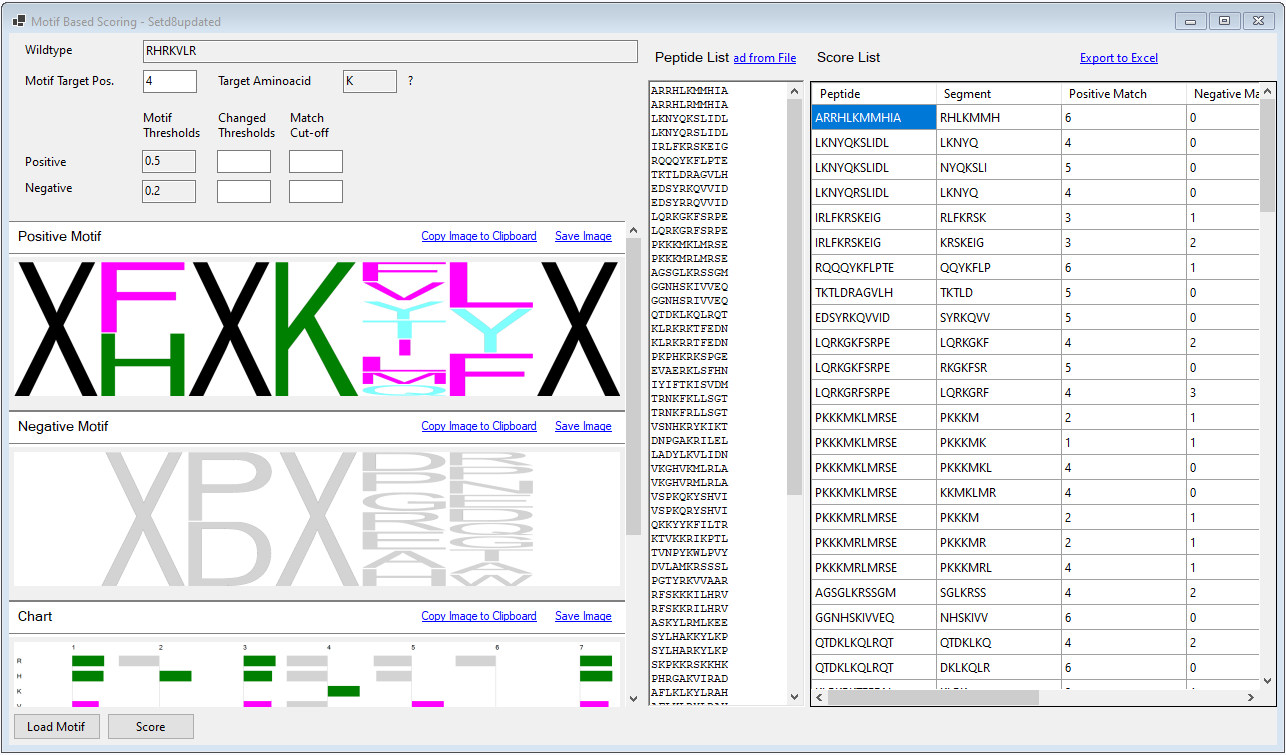 Motif Based Scoring - Setd8updated
Wildtype RHRKVLR
Motif Target Pos. 4 Target Aminoacid K ?
Motif Thresholds Changed Thresholds Match Cut-off
Positive 0.5
Negative 0.2
Positive Motif Copy Image to Clipboard Save Image
Negative Motif Copy Image to Clipboard Save Image
Chart Copy Image to Clipboard Save Image
1 2 3 4 5 6 7
R
H
K
V
Load Motif Score
Peptide List ad from File
ARRHLKMMHIA
ARRHLRMMHIA
LKNYQKSLIDL
LKNYQRSLIDL
IRLFKRSKEIG
RQQQYKFLPTE
TKTLDRAGVLH
EDSYRKQVVID
EDSYRRQVVID
LQRKGKFSRPE
LQRKGRFSRPE
PKKKMKLMRSE
PKKKMRLMRSE
AGSGLKRSSGM
GGNHSKIVVEQ
GGNHSRIVVEQ
QTDKLKQLRQT
KLRKRKTFEDN
KLRKRRTFEDN
PKPHKRKSPGE
EVAERKLSFHN
IYIFTKISVDM
TRNFKKLLSGT
TRNFKRLLSGT
VSNHKRYKIKT
DNPGAKRILEL
LADYLKVLIDN
VKGHVKMLRLA
VKGHVRMLRLA
VSPKQKYSHVI
VSPKQRYSHVI
QKKYYKFILTR
KTVKKRIKPTL
TVNPYKWLPVY
DVLAMKRSSSL
PGTYRKVVAAR
RFSKKKILHRV
RFSKKRILHRV
ASKYLRMLKEE
SYLHAKKYLKP
SYLHARKYLKP
SKPKKRSKKHK
PHRGAKVIRAD
AFLKLKYLRAH
Score List Export to Excel
Peptide Segment Positive Match Negative Ma
ARRHLKMMHIA RHLKMMH 6 0
LKNYQKSLIDL LKNYQ 4 0
LKNYQKSLIDL NYQKSLI 5 0
LKNYQRSLIDL LKNYQ 4 0
IRLFKRSKEIG RLFKRSK 3 1
IRLFKRSKEIG KRSKEIG 3 2
RQQQYKFLPTE QQYKFLP 6 1
TKTLDRAGVLH TKTLD 5 0
EDSYRKQVVID SYRKQVV 5 0
LQRKGKFSRPE LQRKGKF 4 2
LQRKGKFSRPE RKGKFSR 5 0
LQRKGRFSRPE LQRKGRF 4 3
PKKKMKLMRSE PKKKM 2 1
PKKKMKLMRSE PKKKMK 1 1
PKKKMKLMRSE PKKKMKL 4 0
PKKKMKLMRSE KKMKLMR 4 0
PKKKMRLMRSE PKKKM 2 1
PKKKMRLMRSE PKKKMR 2 1
PKKKMRLMRSE PKKKMRL 4 1
AGSGLKRSSGM SGLKRSS 4 2
GGNHSKIVVEQ NHSKIVV 6 0
QTDKLKQLRQT QTDKLKQ 4 2
QTDKLKQLRQT DKLKQLR 6 0